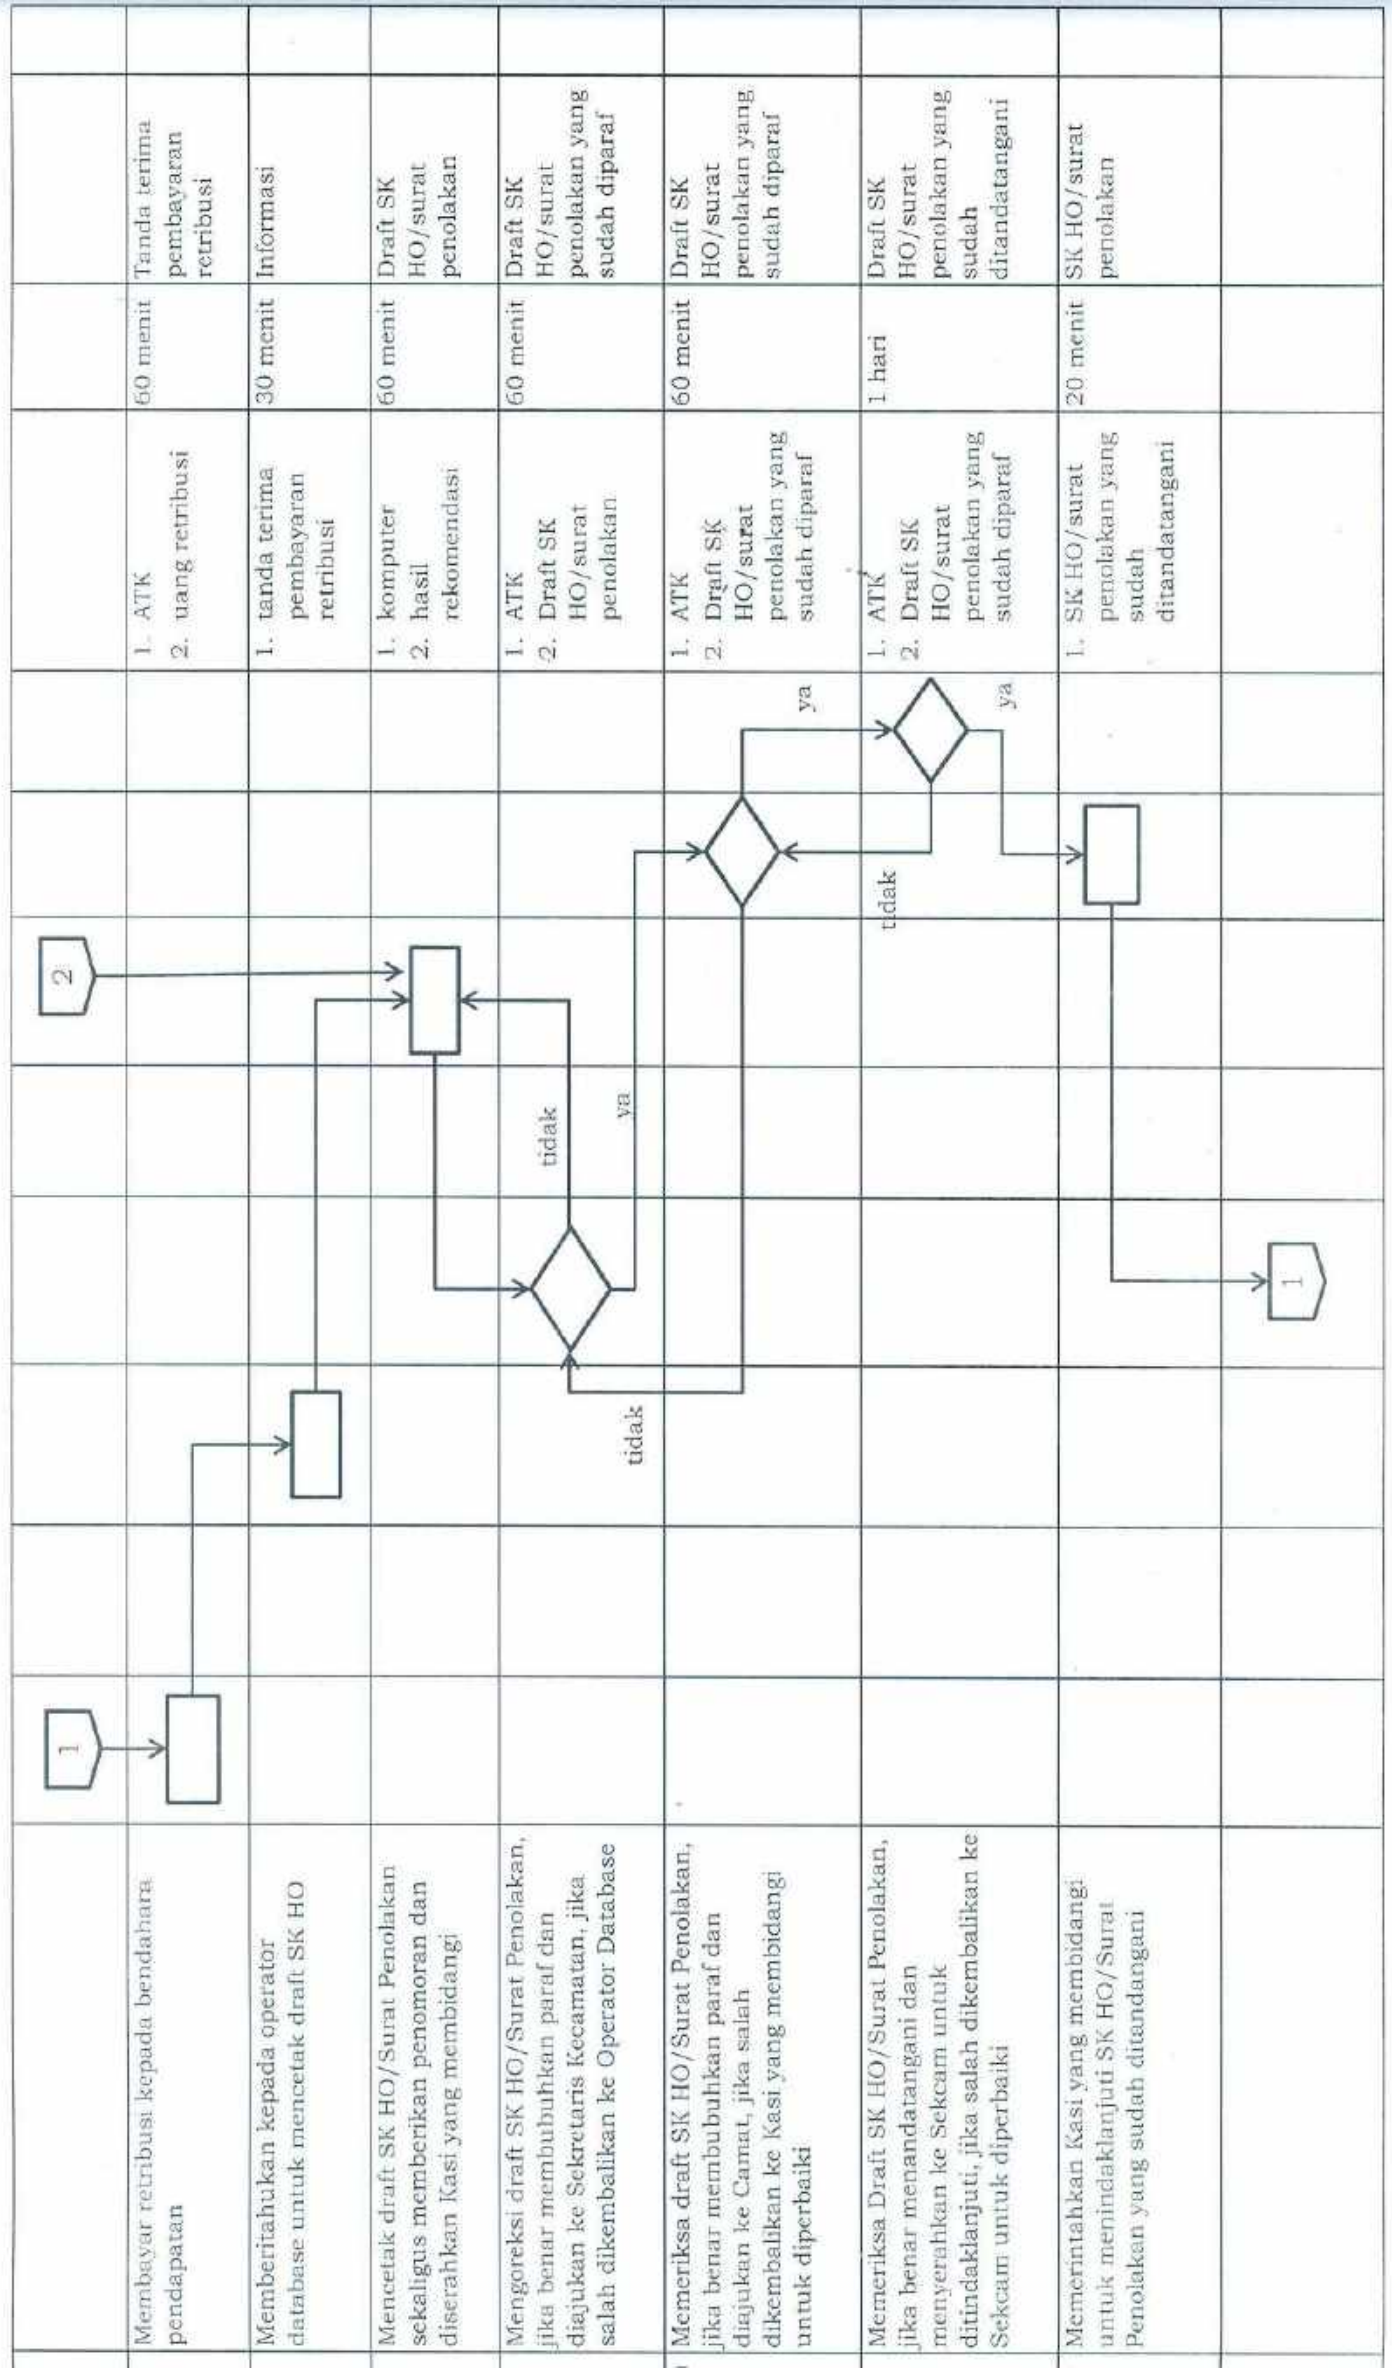 1
2
Membayar retribusi kepada bendahara
pendapatan
1. ATK
2. uang retribusi
60 menit
Tanda terima
pembayaran
retribusi
Memberitahukan kepada operator
database untuk mencetak draft SK HO
1. tanda terima
pembayaran
retribusi
30 menit
Informasi
Mencetak draft SK HO/Surat Penolakan
sekaligus memberikan penomoran dan
diserahkan Kasi yang membidangi
1. komputer
2. hasil
rekomendasi
60 menit
Draft SK
HO/surat
penolakan
Mengoreksi draft SK HO/Surat Penolakan,
jika benar membubuhkan paraf dan
diajukan ke Sekretaris Kecamatan, jika
salah dikembalikan ke Operator Database
tidak
ya
1. ATK
2. Draft SK
HO/surat
penolakan
60 menit
Draft SK
HO/surat
penolakan yang
sudah diparaf
Memeriksa draft SK HO/Surat Penolakan,
jika benar membubuhkan paraf dan
diajukan ke Camat, jika salah
dikembalikan ke Kasi yang membidangi
untuk diperbaiki
tidak
ya
1. ATK
2. Draft SK
HO/surat
penolakan yang
sudah diparaf
60 menit
Draft SK
HO/surat
penolakan yang
sudah diparaf
Memeriksa Draft SK HO/Surat Penolakan,
jika benar menandatangani dan
menyerahkan ke Sekcam untuk
ditindaklanjuti, jika salah dikembalikan ke
Sekcam untuk diperbaiki
tidak
ya
1. ATK
2. Draft SK
HO/surat
penolakan yang
sudah diparaf
1 hari
Draft SK
HO/surat
penolakan yang
sudah
ditandatangani
Memerintahkan Kasi yang membidangi
untuk menindaklanjuti SK HO/Surat
Penolakan yang sudah ditandangani
1. SK HO/surat
penolakan yang
sudah
ditandatangani
20 menit
SK HO/surat
penolakan
1